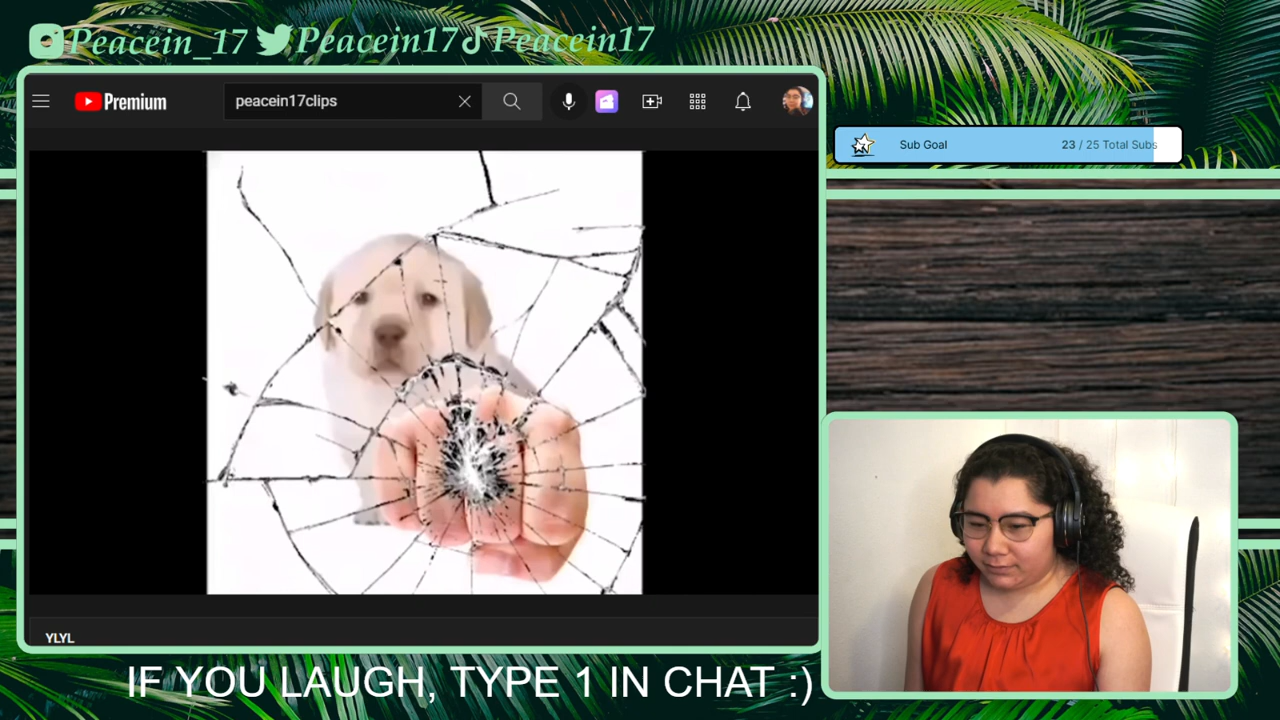 Peacein_17 Peacein17 Peacein17
Premium
peacein17clips
Sub Goal 23 / 25 Total Subs
YLYL
IF YOU LAUGH, TYPE 1 IN CHAT :)